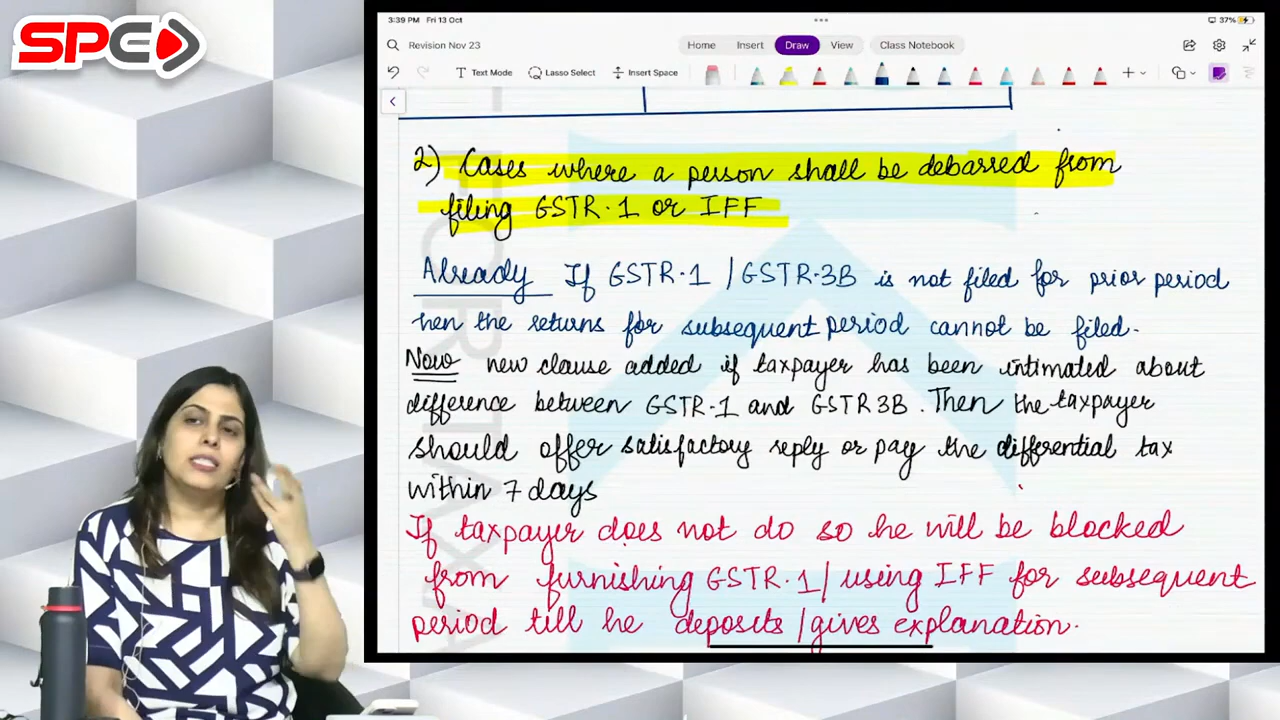 SPC
3:39 PM Fri 13 Oct
37%
Revision Nov 23
Home Insert Draw View Class Notebook
Text Mode Lasso Select Insert Space
2) Cases where a person shall be debarred from
filing GSTR-1 or IFF
Already If GSTR-1 / GSTR-3B is not filed for prior period
hen the returns for subsequent period cannot be filed.
Now new clause added if taxpayer has been intimated about
difference between GSTR-1 and GSTR3B. Then the taxpayer
should offer satisfactory reply or pay the differential tax
within 7 days
If taxpayer does not do so he will be blocked
from furnishing GSTR-1 / using IFF for subsequent
period till he deposits / gives explanation.